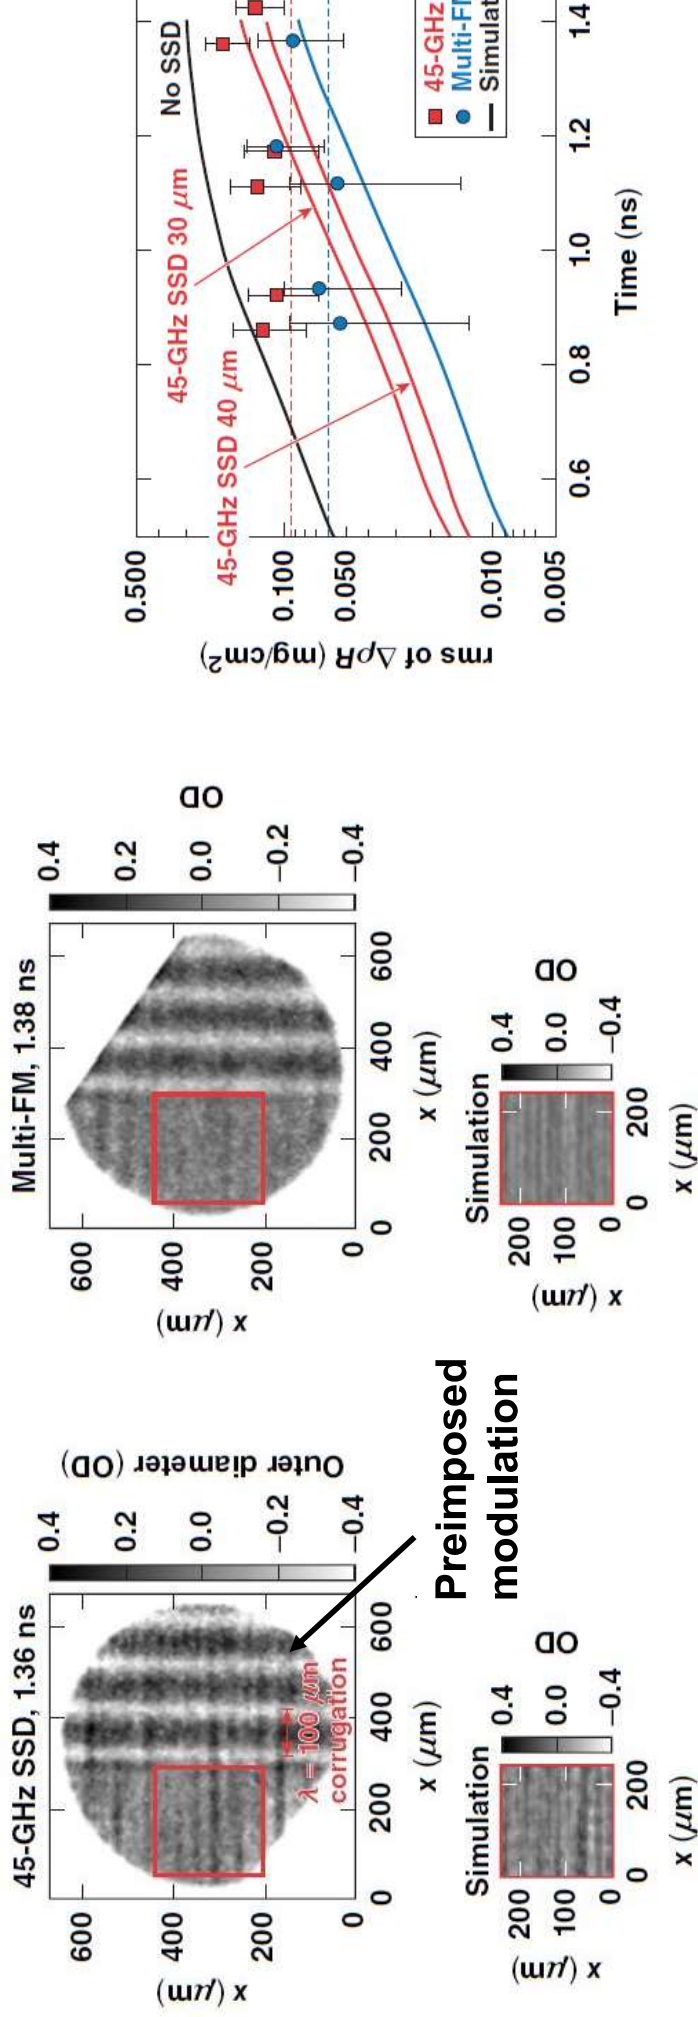 45-GHz SSD, 1.36 ns
600
400
200
0
x (μm)
0
200
400
600
x (μm)
λ = 100 μm
corrugation
0.4
0.2
0.0
–0.2
–0.4
Outer diameter (OD)
Preimposed
modulation
Simulation
200
100
0
x (μm)
0
200
x (μm)
0.4
0.0
–0.4
OD
Multi-FM, 1.38 ns
600
400
200
0
x (μm)
0
200
400
600
x (μm)
0.4
0.2
0.0
–0.2
–0.4
OD
Simulation
200
100
0
x (μm)
0
200
x (μm)
0.4
0.0
–0.4
OD
0.500
0.100
0.050
0.010
0.005
rms of ΔρR (mg/cm²)
No SSD
45-GHz SSD 30 μm
45-GHz SSD 40 μm
45-GHz
Multi-FM
Simulat
0.6
0.8
1.0
1.2
1.4
Time (ns)